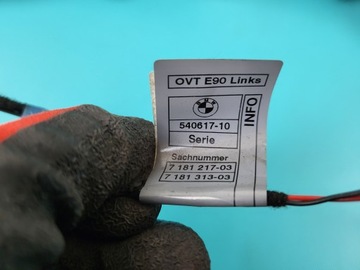 OVT E90 Links
INFO
540617-10
Serie
Sachnummer
7 181 217-03
7 181 313-03